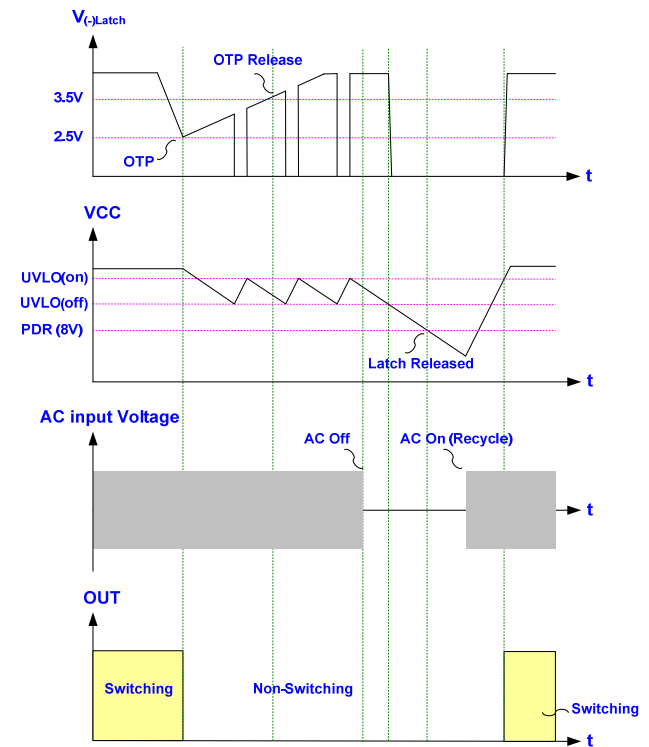 V(-)Latch
OTP Release
3.5V
2.5V
OTP
t
VCC
UVLO(on)
UVLO(off)
PDR (8V)
Latch Released
t
AC input Voltage
AC Off
AC On (Recycle)
t
OUT
Switching
Non-Switching
Switching
t